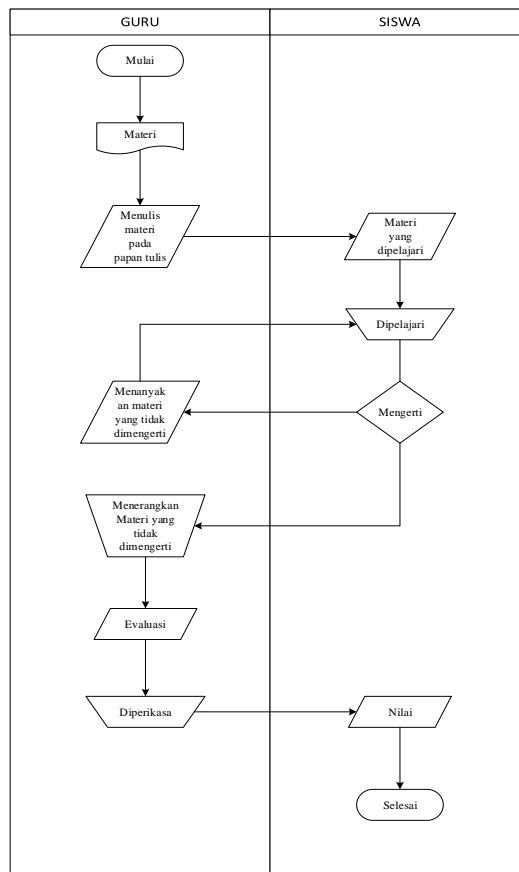 GURU
SISWA
Mulai
Materi
Menulis
materi
pada
papan tulis
Materi
yang
dipelajari
Dipelajari
Menanyak
an materi
yang tidak
dimengerti
Mengerti
Menerangkan
Materi yang
tidak
dimengerti
Evaluasi
Diperikasa
Nilai
Selesai